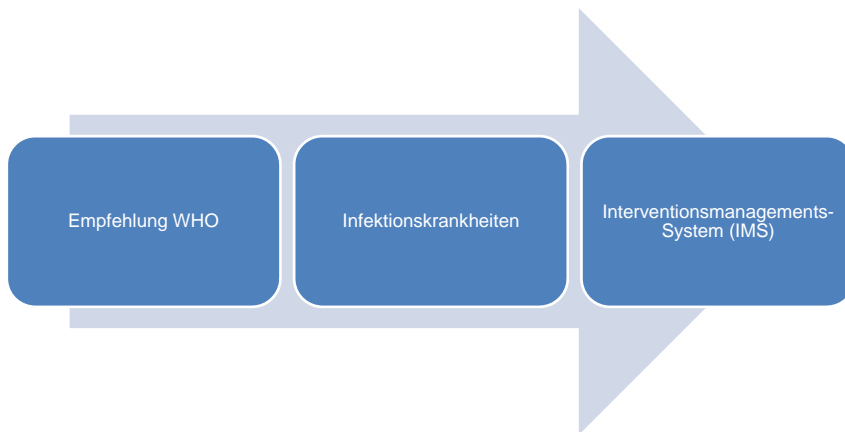 Empfehlung WHO
Infektionskrankheiten
Interventionsmanagements-
System (IMS)